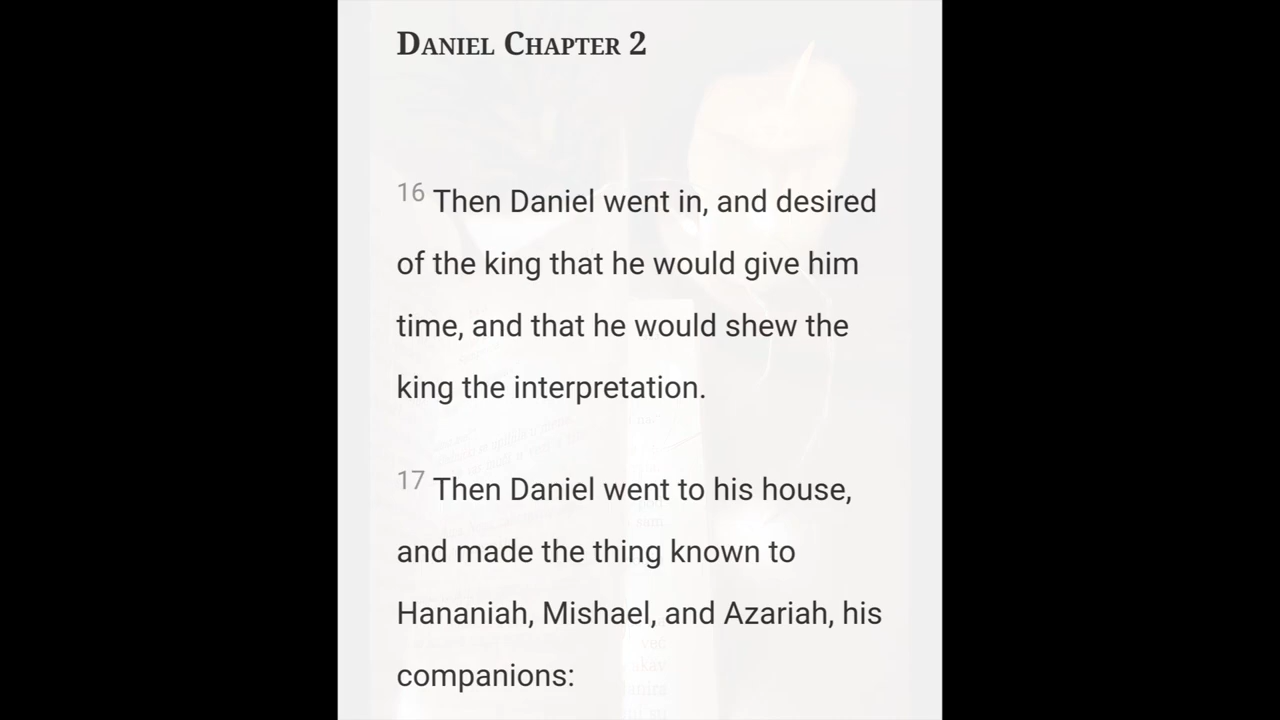 Daniel Chapter 2
16 Then Daniel went in, and desired
of the king that he would give him
time, and that he would shew the
king the interpretation.
17 Then Daniel went to his house,
and made the thing known to
Hananiah, Mishael, and Azariah, his
companions: